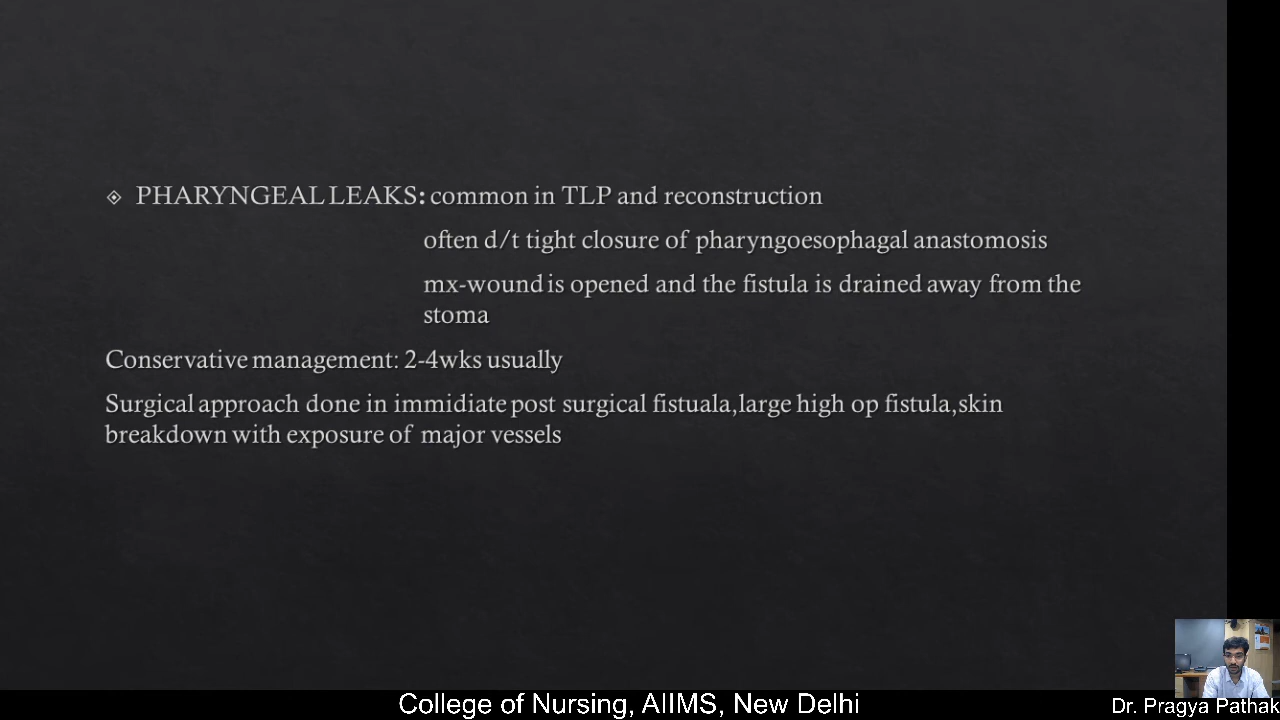 PHARYNGEAL LEAKS: common in TLP and reconstruction
often d/t tight closure of pharyngoesophagal anastomosis
mx-wound is opened and the fistula is drained away from the
stoma
Conservative management: 2-4wks usually
Surgical approach done in immidiate post surgical fistuala,large high op fistula,skin
breakdown with exposure of major vessels
College of Nursing, AIIMS, New Delhi
Dr. Pragya Pathak